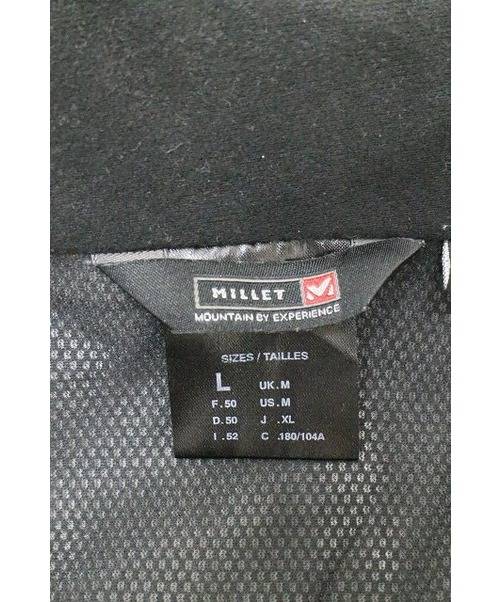 MILLET
MOUNTAIN BY EXPERIENCE
SIZES / TAILLES
L UK.M
F.50 US.M
D.50 J .XL
I .52 C .180/104A